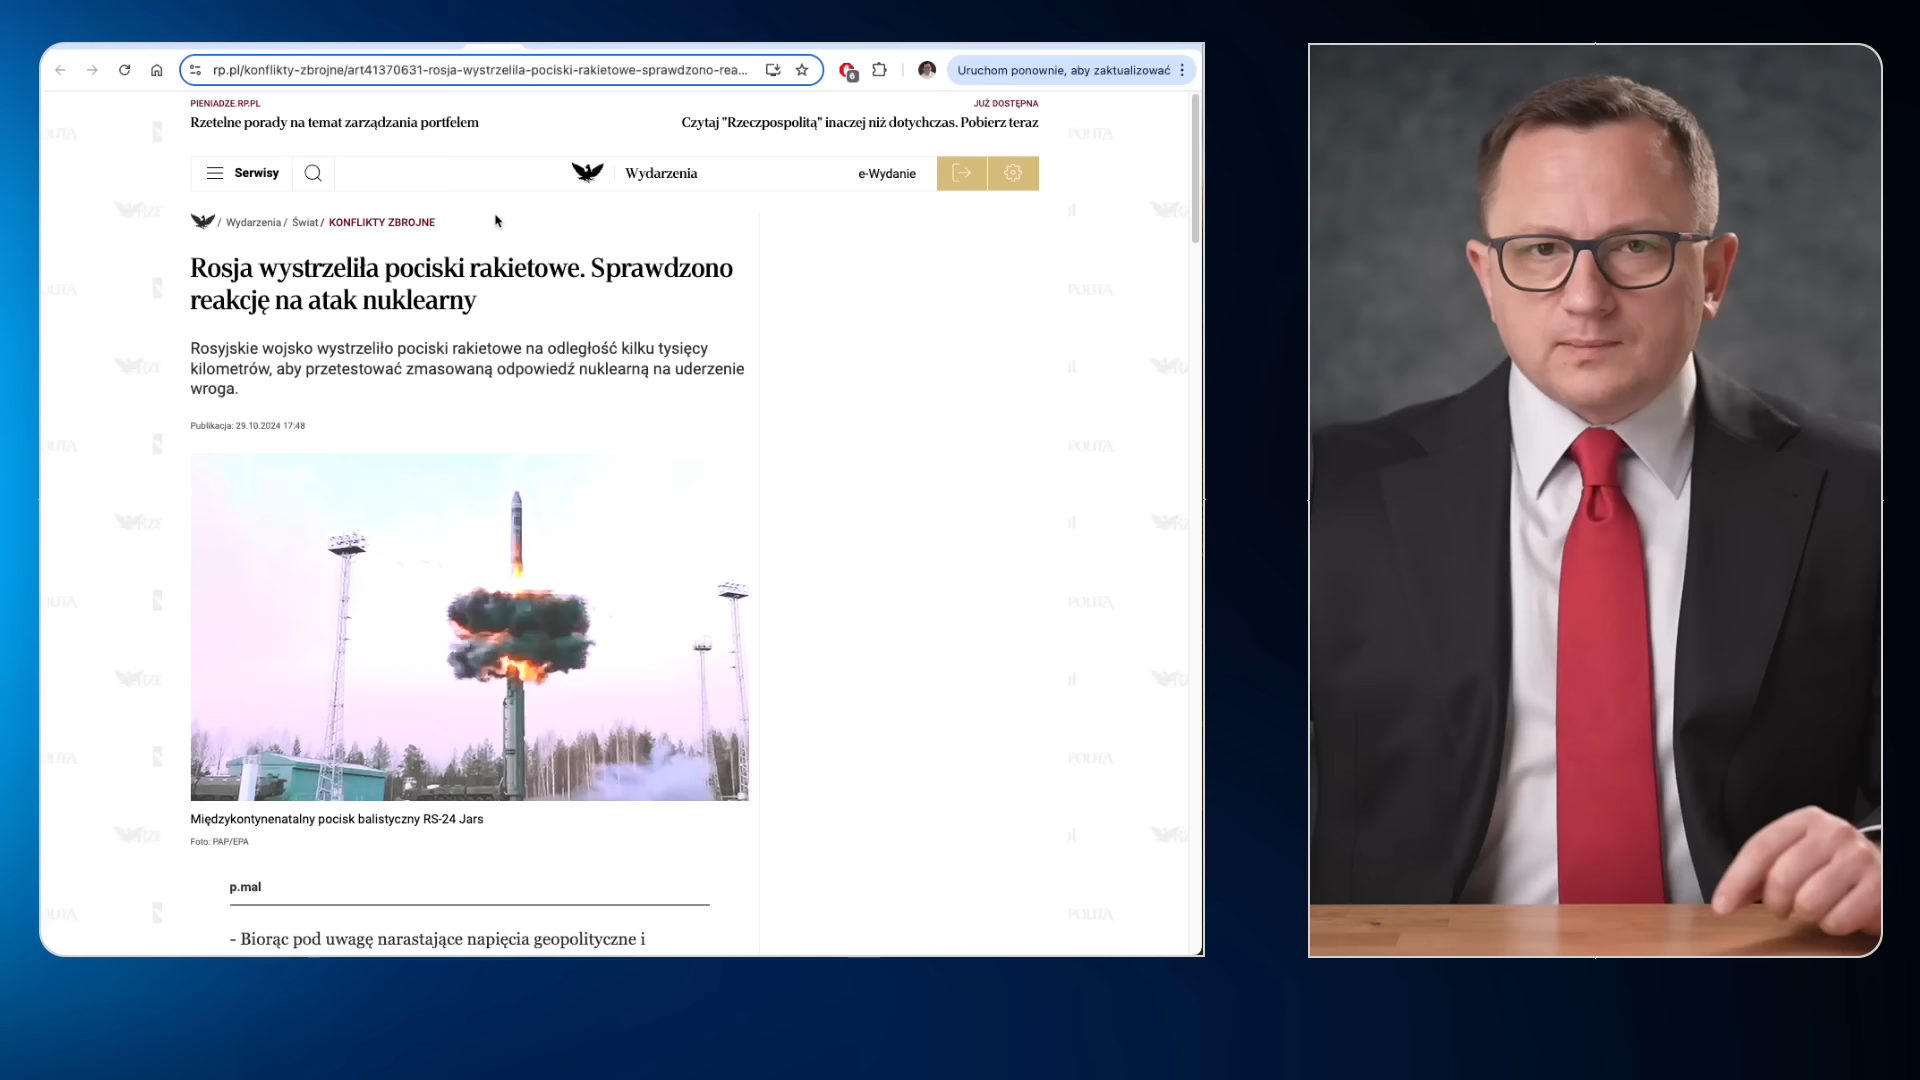 rp.pl/konflikty-zbrojne/art41370631-rosja-wystrzelila-pociski-rakietowe-sprawdzono-rea...
6
Uruchom ponownie, aby zaktualizować
PIENIADZE.RP.PL
JUŻ DOSTĘPNA
Rzetelne porady na temat zarządzania portfelem
Czytaj "Rzeczpospolitą" inaczej niż dotychczas. Pobierz teraz
Serwisy
Wydarzenia
e-Wydanie
/ Wydarzenia / Świat / KONFLIKTY ZBROJNE
Rosja wystrzeliła pociski rakietowe. Sprawdzono
reakcję na atak nuklearny
Rosyjskie wojsko wystrzeliło pociski rakietowe na odległość kilku tysięcy
kilometrów, aby przetestować zmasowaną odpowiedź nuklearną na uderzenie
wroga.
Publikacja: 29.10.2024 17:48
Międzykontynenatalny pocisk balistyczny RS-24 Jars
Foto: PAP/EPA
p.mal
- Biorąc pod uwagę narastające napięcia geopolityczne i